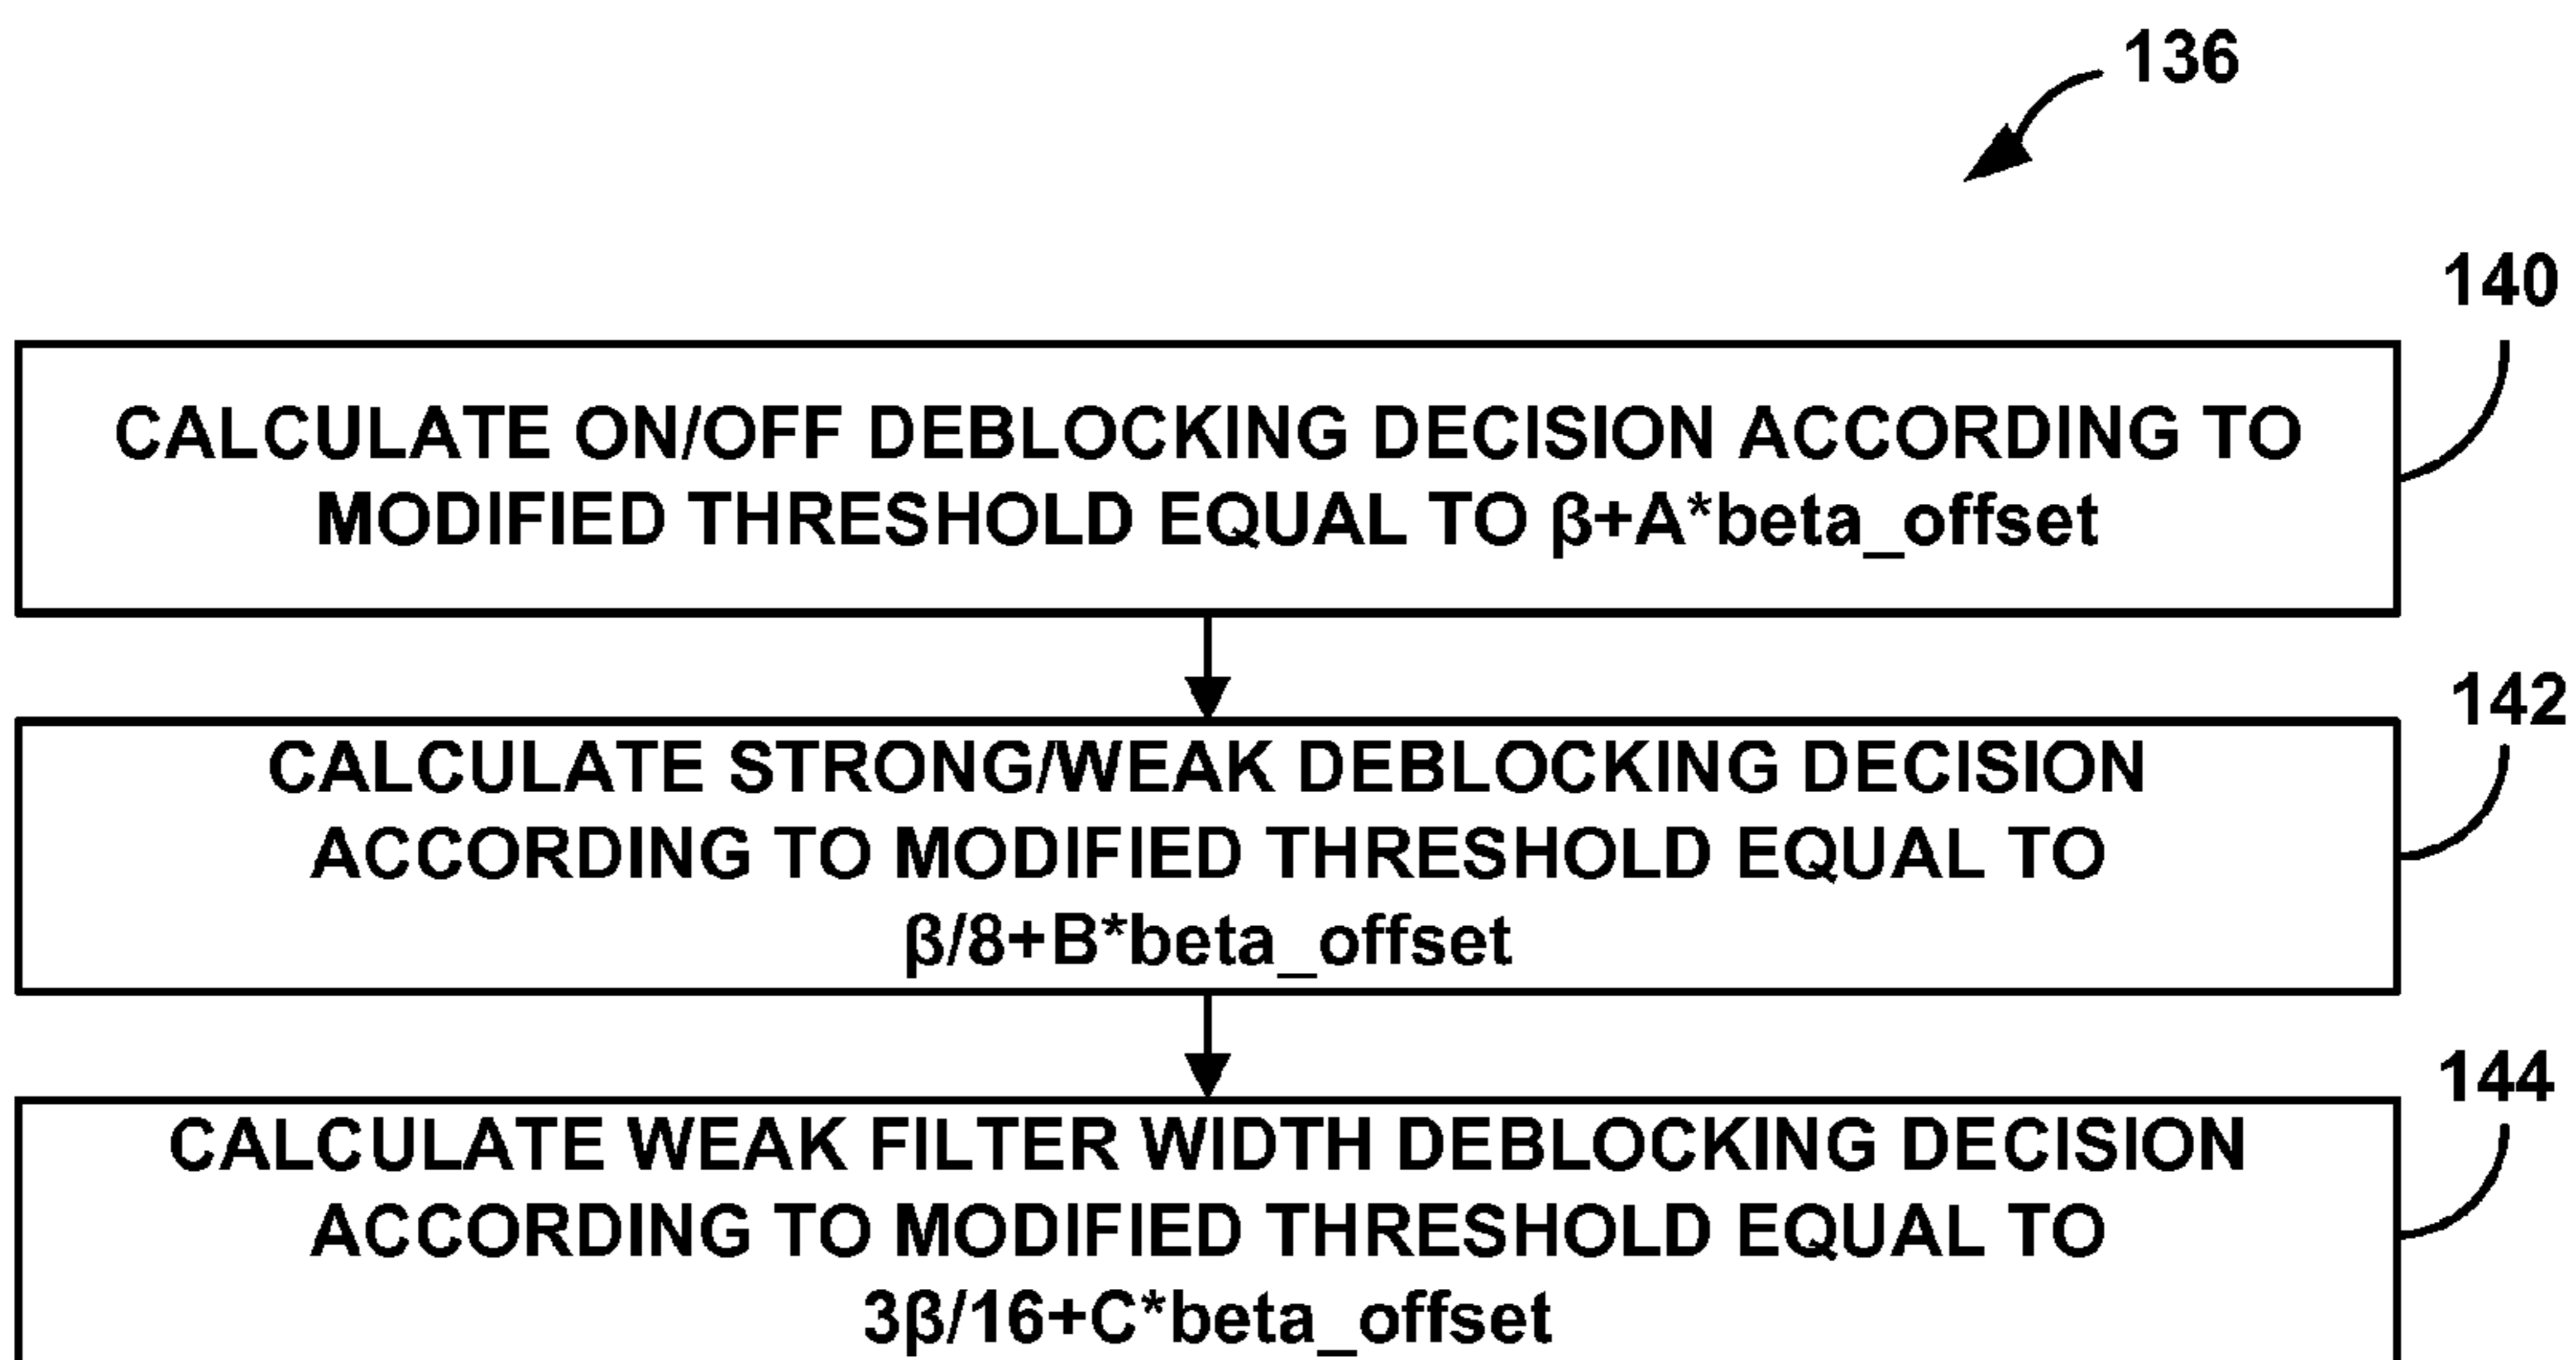 136
140
CALCULATE ON/OFF DEBLOCKING DECISION ACCORDING TO
MODIFIED THRESHOLD EQUAL TO β+A*beta_offset
142
CALCULATE STRONG/WEAK DEBLOCKING DECISION
ACCORDING TO MODIFIED THRESHOLD EQUAL TO
β/8+B*beta_offset
144
CALCULATE WEAK FILTER WIDTH DEBLOCKING DECISION
ACCORDING TO MODIFIED THRESHOLD EQUAL TO
3β/16+C*beta_offset